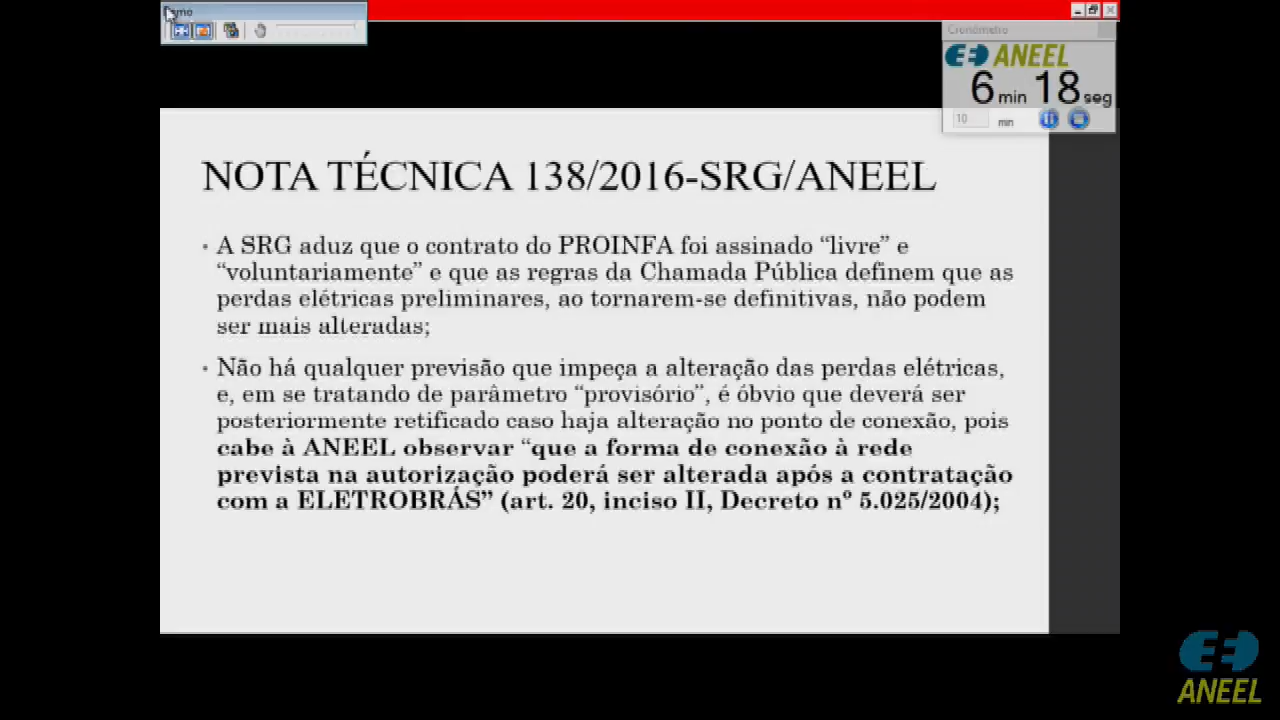 Cronômetro
ANEEL
6 min 18 seg
10 min
NOTA TÉCNICA 138/2016-SRG/ANEEL
• A SRG aduz que o contrato do PROINFA foi assinado “livre” e
“voluntariamente” e que as regras da Chamada Pública definem que as
perdas elétricas preliminares, ao tornarem-se definitivas, não podem
ser mais alteradas;
• Não há qualquer previsão que impeça a alteração das perdas elétricas,
e, em se tratando de parâmetro “provisório”, é óbvio que deverá ser
posteriormente retificado caso haja alteração no ponto de conexão, pois
cabe à ANEEL observar “que a forma de conexão à rede
prevista na autorização poderá ser alterada após a contratação
com a ELETROBRÁS” (art. 20, inciso II, Decreto nº 5.025/2004);
ANEEL